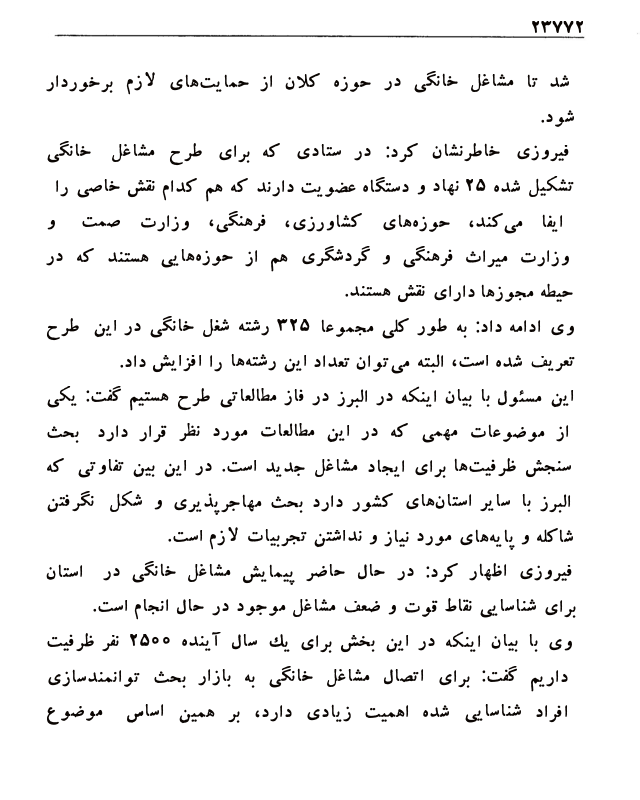 ۲۳۷۷۲
شد تا مشاغل خانگی در حوزه کلان از حمایت‌های لازم برخوردار
شود.
فیروزی خاطرنشان کرد: در ستادی که برای طرح مشاغل خانگی
تشکیل شده ۲۵ نهاد و دستگاه عضویت دارند که هم کدام نقش خاصی را
ایفا می‌کند، حوزه‌های کشاورزی، فرهنگی، وزارت صمت و
وزارت میراث فرهنگی و گردشگری هم از حوزه‌هایی هستند که در
حیطه مجوزها دارای نقش هستند.
وی ادامه داد: به طور کلی مجموعا ۳۲۵ رشته شغل خانگی در این طرح
تعریف شده است، البته می‌توان تعداد این رشته‌ها را افزایش داد.
این مسئول با بیان اینکه در البرز در فاز مطالعاتی طرح هستیم گفت: یکی
از موضوعات مهمی که در این مطالعات مورد نظر قرار دارد بحث
سنجش ظرفیت‌ها برای ایجاد مشاغل جدید است. در این بین تفاوتی که
البرز با سایر استان‌های کشور دارد بحث مهاجرپذیری و شکل نگرفتن
شاکله و پایه‌های مورد نیاز و نداشتن تجربیات لازم است.
فیروزی اظهار کرد: در حال حاضر پیمایش مشاغل خانگی در استان
برای شناسایی نقاط قوت و ضعف مشاغل موجود در حال انجام است.
وی با بیان اینکه در این بخش برای یك سال آینده ۲۵۰۰ نفر ظرفیت
داریم گفت: برای اتصال مشاغل خانگی به بازار بحث توانمندسازی
افراد شناسایی شده اهمیت زیادی دارد، بر همین اساس موضوع